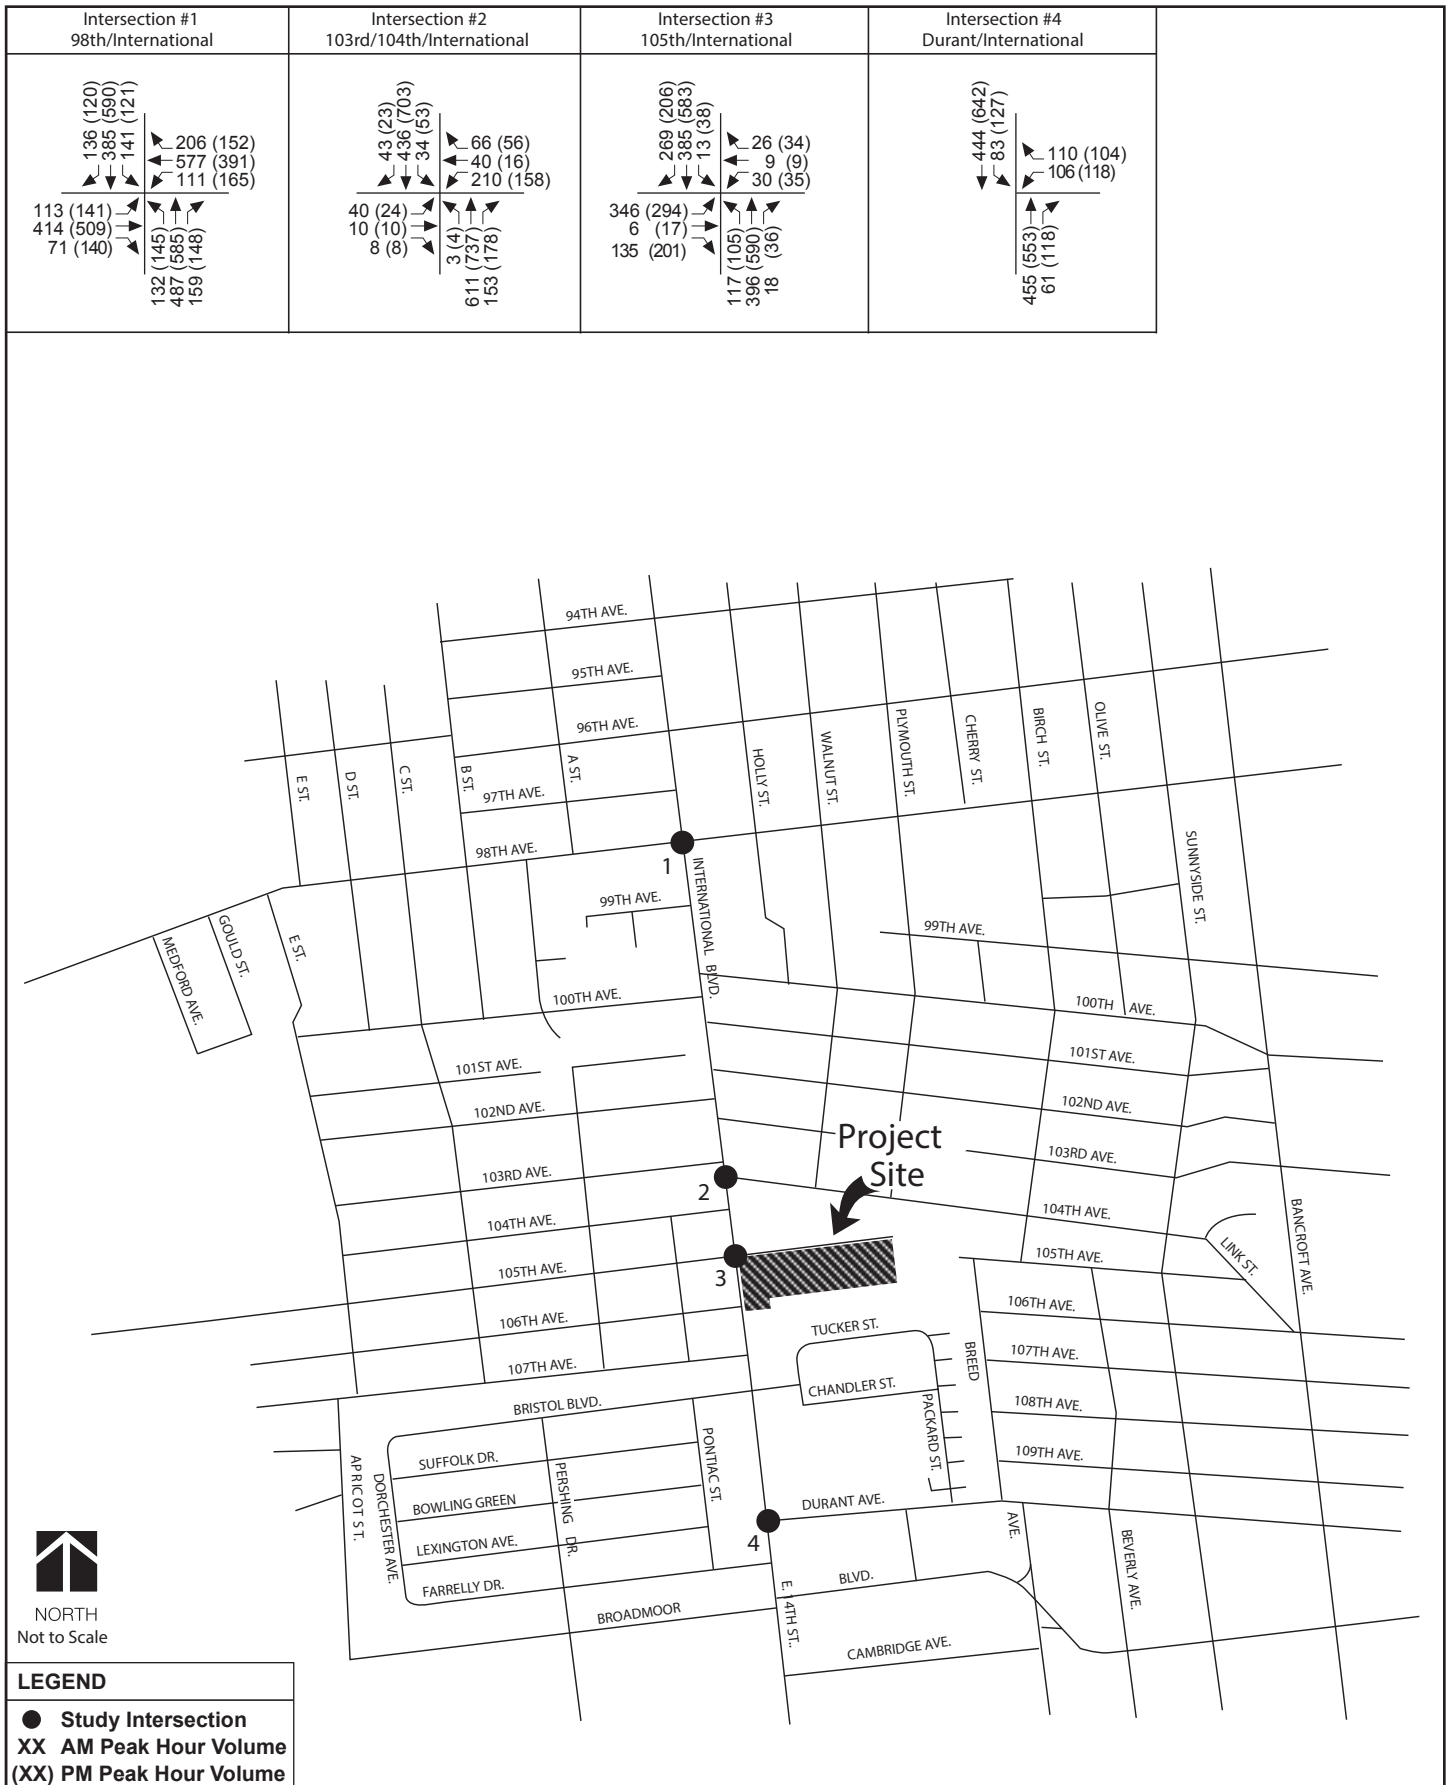 Intersection #1
98th/International
Intersection #2
103rd/104th/International
Intersection #3
105th/International
Intersection #4
Durant/International
136 (120)
385 (590)
141 (121)
206 (152)
577 (391)
111 (165)
113 (141)
414 (509)
71 (140)
132 (145)
487 (585)
159 (148)
43 (23)
436 (703)
34 (53)
66 (56)
40 (16)
210 (158)
40 (24)
10 (10)
8 (8)
3 (4)
611 (737)
153 (178)
269 (206)
385 (583)
13 (38)
26 (34)
9 (9)
30 (35)
346 (294)
6 (17)
135 (201)
117 (105)
396 (590)
18 (36)
444 (642)
83 (127)
110 (104)
106 (118)
455 (553)
61 (118)
94TH AVE.
95TH AVE.
96TH AVE.
97TH AVE.
98TH AVE.
E ST.
D ST.
C ST.
B ST.
A ST.
HOLLY ST.
WALNUT ST.
PLYMOUTH ST.
CHERRY ST.
BIRCH ST.
OLIVE ST.
SUNNYSIDE ST.
1
INTERNATIONAL BLVD.
99TH AVE.
99TH AVE.
GOULD ST.
MEDFORD AVE.
E ST.
100TH AVE.
100TH AVE.
101ST AVE.
101ST AVE.
102ND AVE.
102ND AVE.
Project
Site
103RD AVE.
103RD AVE.
2
104TH AVE.
104TH AVE.
BANCROFT AVE.
LINK ST.
105TH AVE.
105TH AVE.
3
106TH AVE.
106TH AVE.
TUCKER ST.
BREED
107TH AVE.
107TH AVE.
CHANDLER ST.
PACKARD ST.
BRISTOL BLVD.
108TH AVE.
109TH AVE.
PONTIAC ST.
APRICOT ST.
DORCHESTER AVE.
SUFFOLK DR.
PERSHING DR.
BOWLING GREEN
DURANT AVE.
AVE.
LEXINGTON AVE.
4
BEVERLY AVE.
FARRELLY DR.
BLVD.
E. 14TH ST..
BROADMOOR
CAMBRIDGE AVE.
NORTH
Not to Scale
LEGEND
Study Intersection
XX AM Peak Hour Volume
(XX) PM Peak Hour Volume